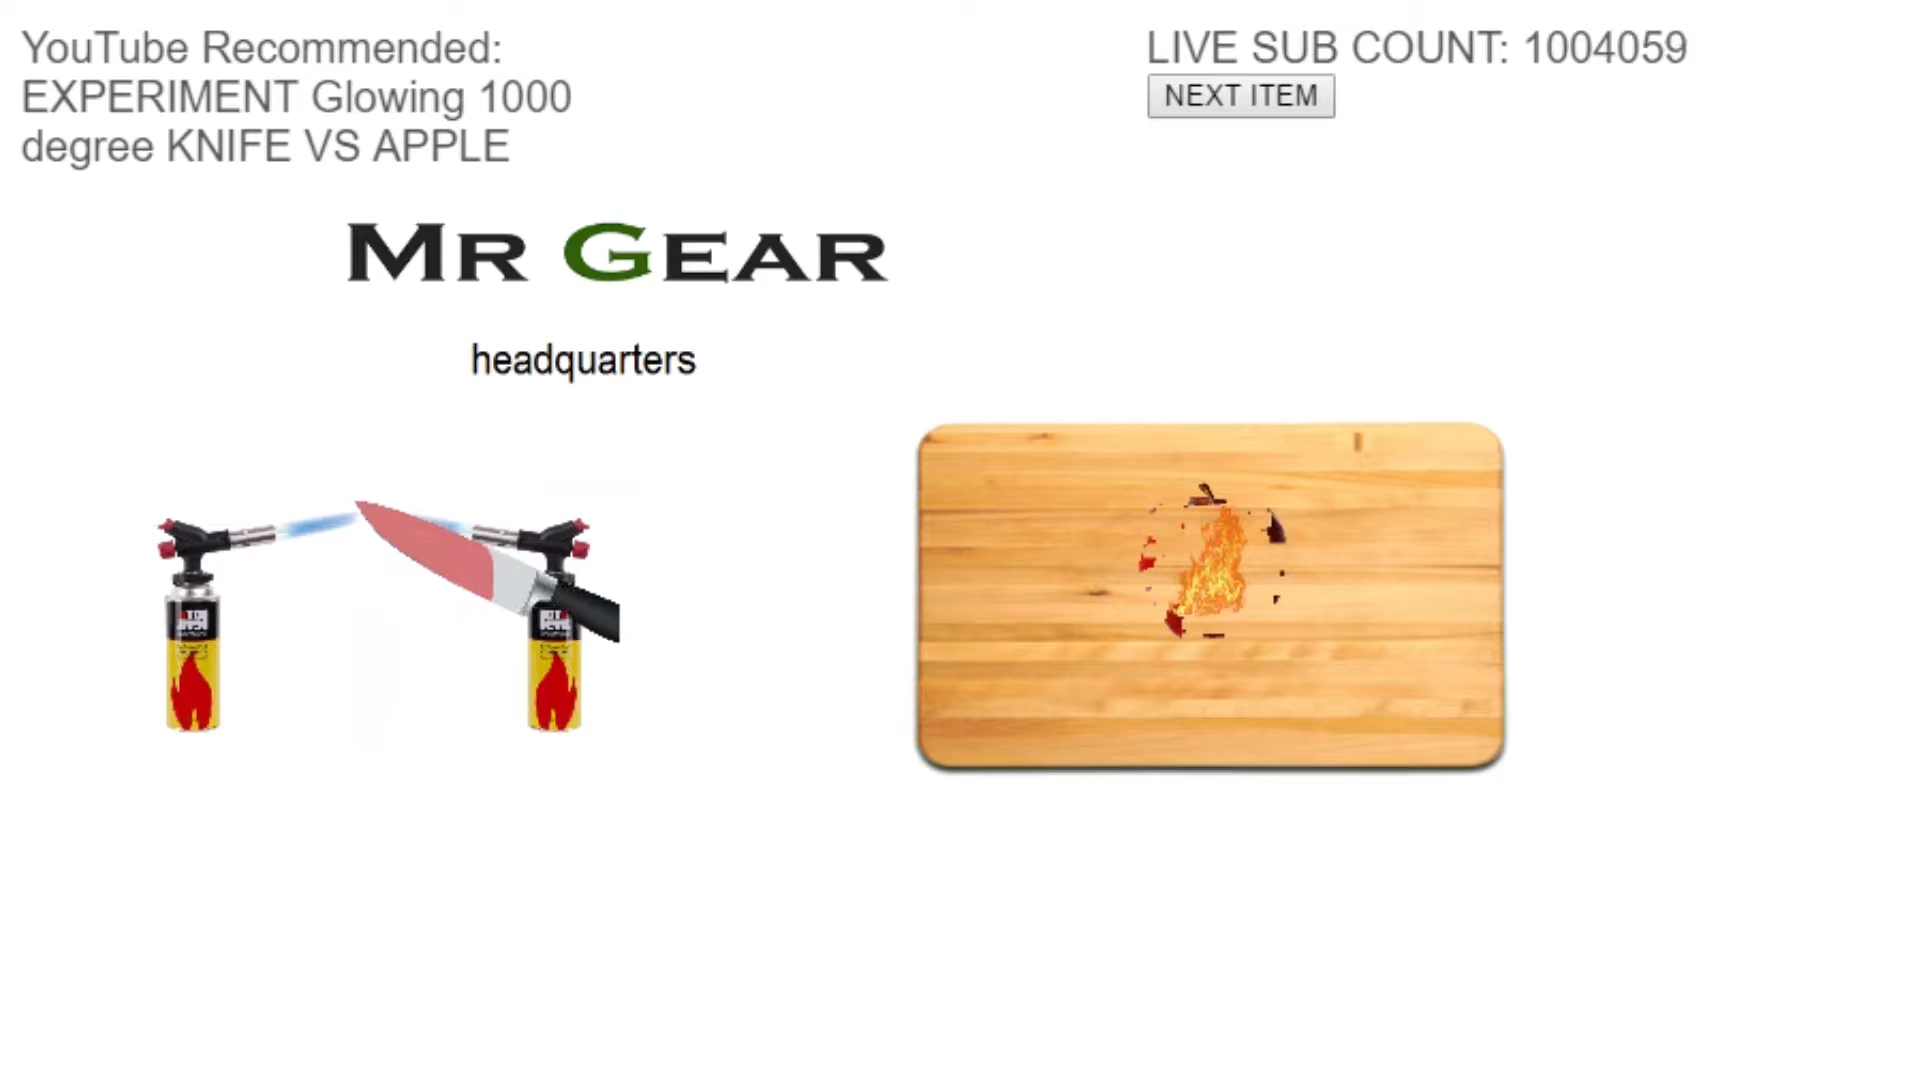 YouTube Recommended:
EXPERIMENT Glowing 1000
degree KNIFE VS APPLE
LIVE SUB COUNT: 1004059
NEXT ITEM
MR GEAR
headquarters